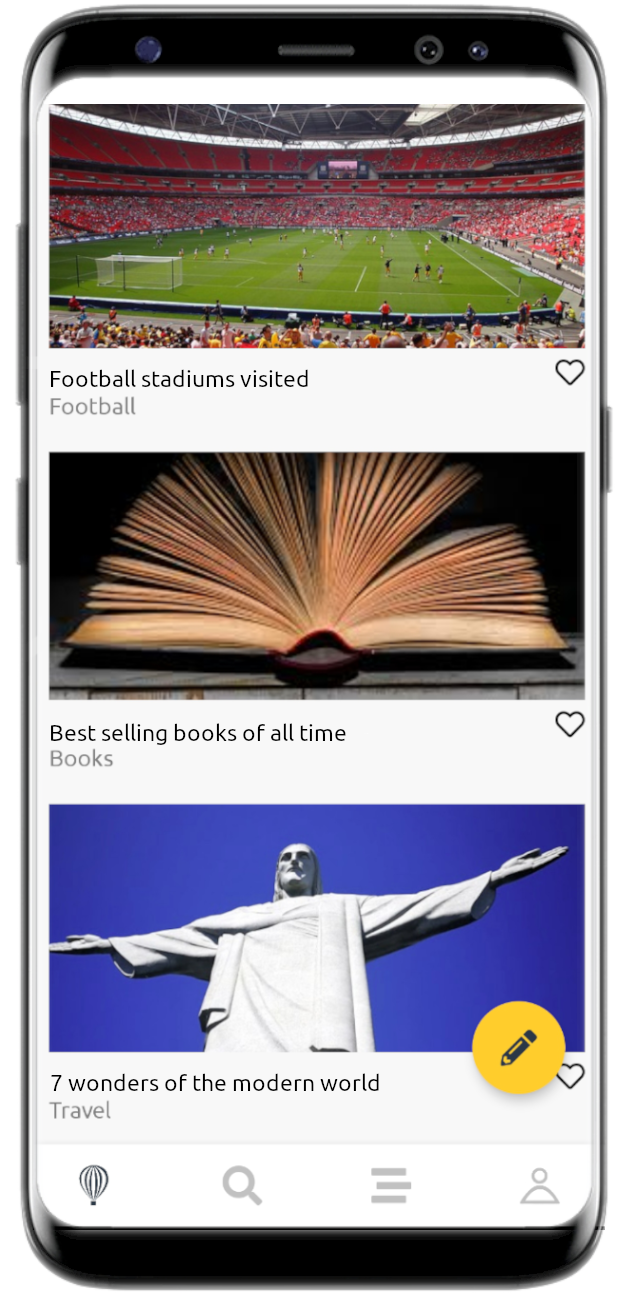 Football stadiums visited
Football
Best selling books of all time
Books
7 wonders of the modern world
Travel